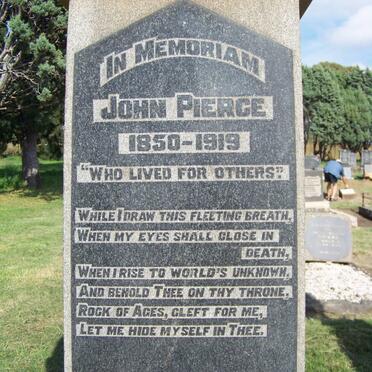 IN MEMORIAM
JOHN PIERCE
1850-1919
"WHO LIVED FOR OTHERS"
WHILE I DRAW THIS FLEETING BREATH,
WHEN MY EYES SHALL CLOSE IN
DEATH,
WHEN I RISE TO WORLD'S UNKNOWN,
AND BEHOLD THEE ON THY THRONE,
ROCK OF AGES, CLEFT FOR ME,
LET ME HIDE MYSELF IN THEE.